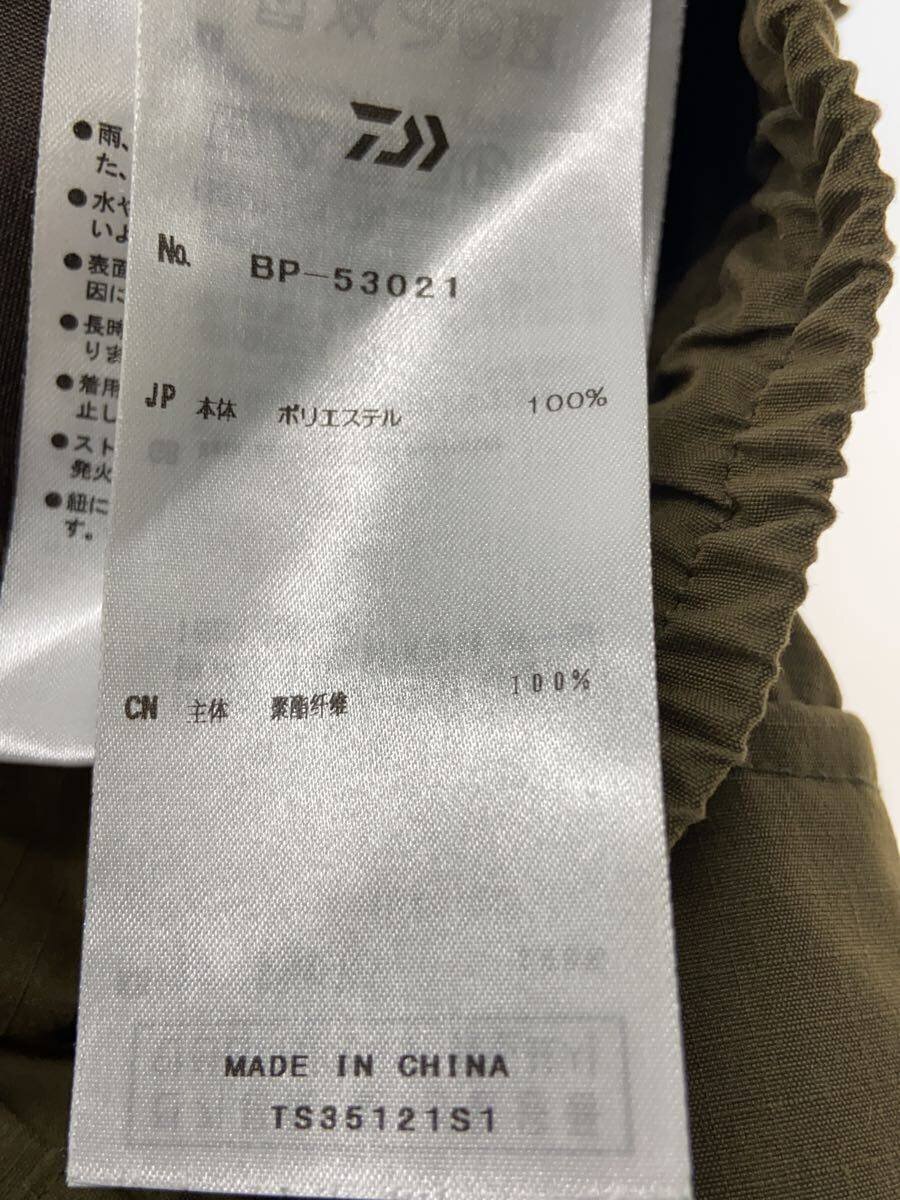 ● 雨、
た、
● 水や
いよ
● 表面
因に
● 長時
りま
● 着用
止し
● スト
発火
● 紐に
す。
No. BP-53021
JP 本体 ポリエステル 100%
CN 主体 聚酯纤维 100%
MADE IN CHINA
TS35121S1